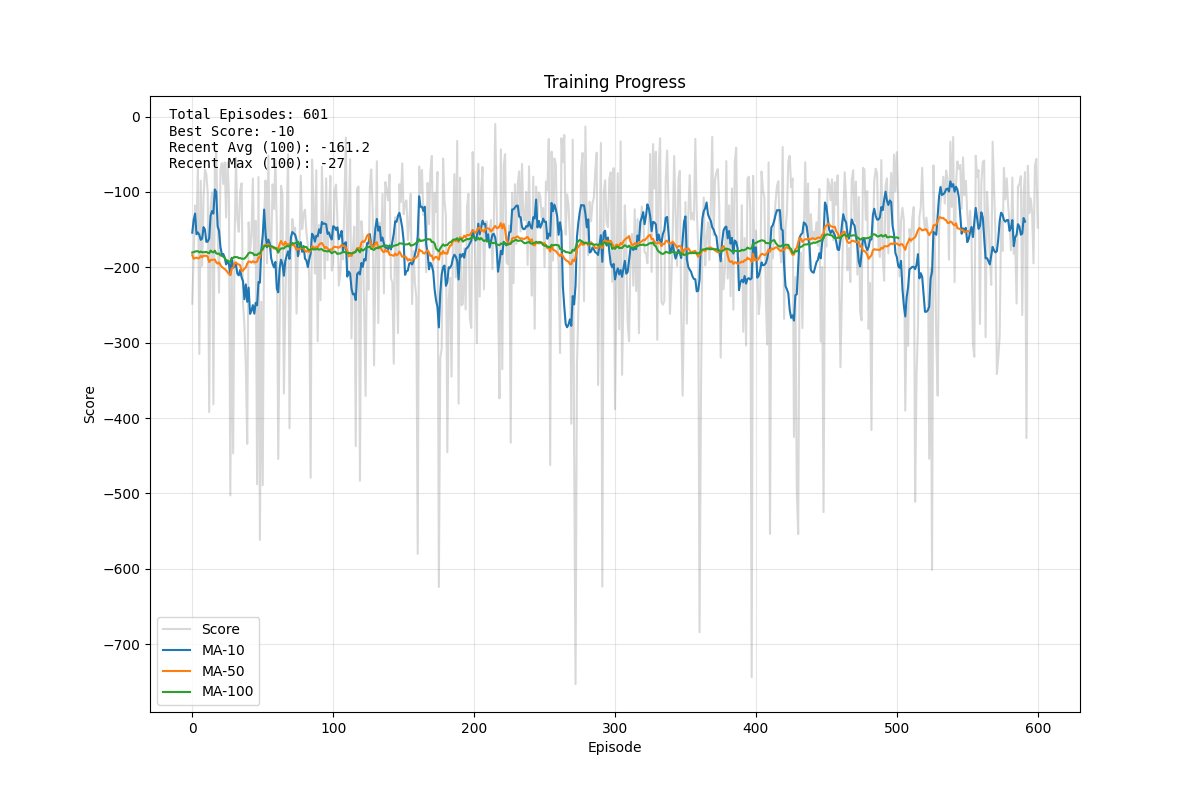 Training Progress
Total Episodes: 601
Best Score: -10
Recent Avg (100): -161.2
Recent Max (100): -27
0
−100
−200
−300
−400
−500
−600
−700
Score
Score
MA-10
MA-50
MA-100
0 100 200 300 400 500 600
Episode